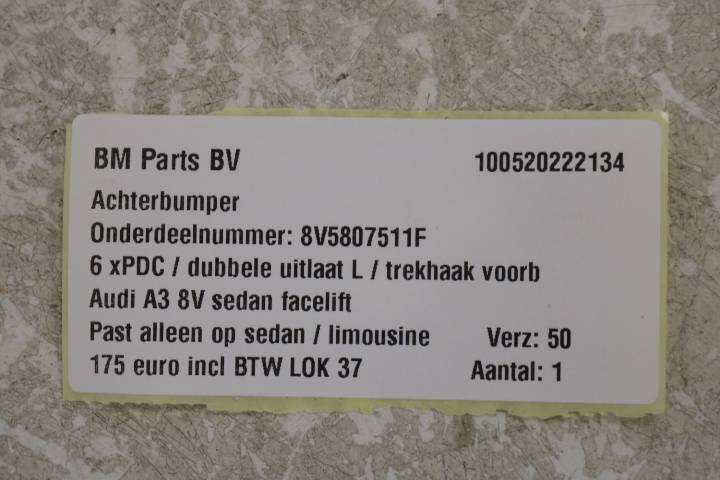 BM Parts BV 100520222134
Achterbumper
Onderdeelnummer: 8V5807511F
6 xPDC / dubbele uitlaat L / trekhaak voorb
Audi A3 8V sedan facelift
Past alleen op sedan / limousine Verz: 50
175 euro incl BTW LOK 37 Aantal: 1